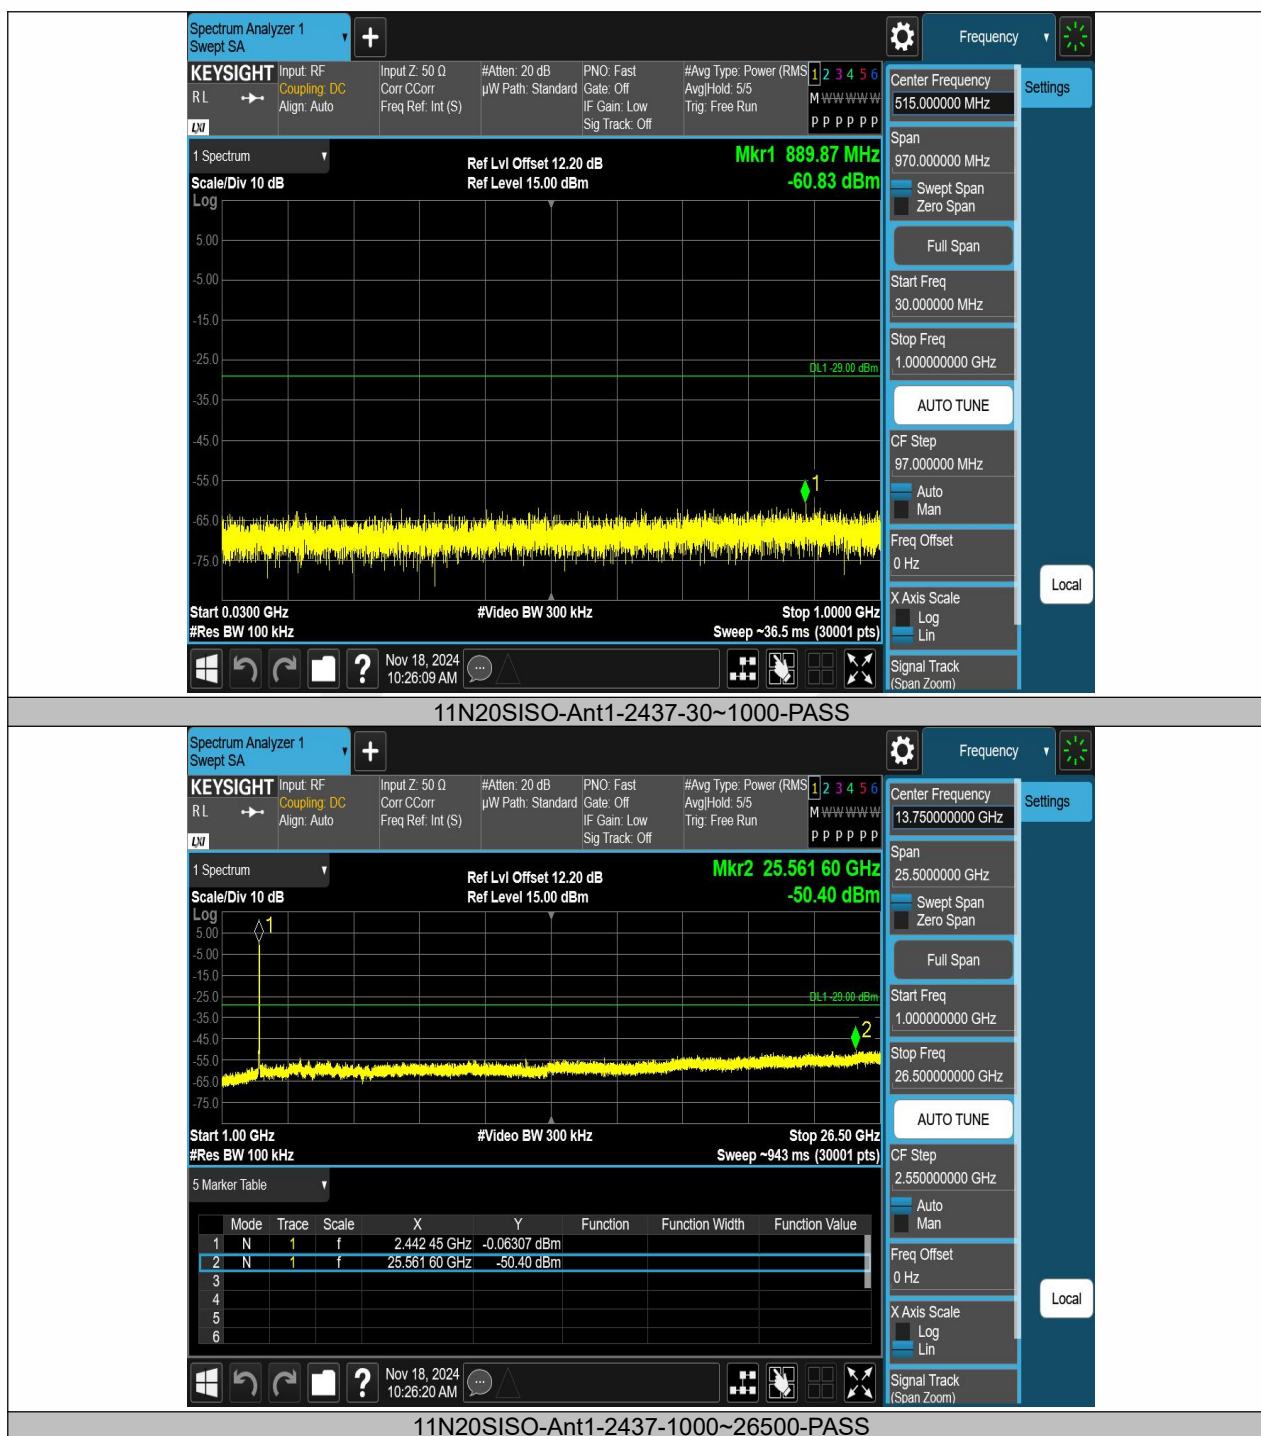 Spectrum Analyzer 1
Swept SA
Frequency
KEYSIGHT
R L
LXI
Input: RF
Coupling: DC
Align: Auto
Input Z: 50 Ω
Corr CCorr
Freq Ref: Int (S)
#Atten: 20 dB
µW Path: Standard
PNO: Fast
Gate: Off
IF Gain: Low
Sig Track: Off
#Avg Type: Power (RMS
Avg|Hold: 5/5
Trig: Free Run
1 2 3 4 5 6
M W W W W W
P P P P P P
1 Spectrum
Scale/Div 10 dB
Log
Ref Lvl Offset 12.20 dB
Ref Level 15.00 dBm
Mkr1 889.87 MHz
-60.83 dBm
5.00
-5.00
-15.0
-25.0
DL1 -29.00 dBm
-35.0
-45.0
-55.0
1
-65.0
-75.0
Start 0.0300 GHz
#Res BW 100 kHz
#Video BW 300 kHz
Stop 1.0000 GHz
Sweep ~36.5 ms (30001 pts)
Nov 18, 2024
10:26:09 AM
Center Frequency
515.000000 MHz
Settings
Span
970.000000 MHz
Swept Span
Zero Span
Full Span
Start Freq
30.000000 MHz
Stop Freq
1.000000000 GHz
AUTO TUNE
CF Step
97.000000 MHz
Auto
Man
Freq Offset
0 Hz
Local
X Axis Scale
Log
Lin
Signal Track
(Span Zoom)
11N20SISO-Ant1-2437-30~1000-PASS
Spectrum Analyzer 1
Swept SA
Frequency
KEYSIGHT
R L
LXI
Input: RF
Coupling: DC
Align: Auto
Input Z: 50 Ω
Corr CCorr
Freq Ref: Int (S)
#Atten: 20 dB
µW Path: Standard
PNO: Fast
Gate: Off
IF Gain: Low
Sig Track: Off
#Avg Type: Power (RMS
Avg|Hold: 5/5
Trig: Free Run
1 2 3 4 5 6
M W W W W W
P P P P P P
1 Spectrum
Scale/Div 10 dB
Log
Ref Lvl Offset 12.20 dB
Ref Level 15.00 dBm
Mkr2 25.561 60 GHz
-50.40 dBm
1
5.00
-5.00
-15.0
-25.0
DL1 -29.00 dBm
-35.0
2
-45.0
-55.0
-65.0
-75.0
Start 1.00 GHz
#Res BW 100 kHz
#Video BW 300 kHz
Stop 26.50 GHz
Sweep ~943 ms (30001 pts)
5 Marker Table
Mode Trace Scale X Y Function Function Width Function Value
1 N 1 f 2.442 45 GHz -0.06307 dBm
2 N 1 f 25.561 60 GHz -50.40 dBm
3
4
5
6
Nov 18, 2024
10:26:20 AM
Center Frequency
13.750000000 GHz
Settings
Span
25.5000000 GHz
Swept Span
Zero Span
Full Span
Start Freq
1.000000000 GHz
Stop Freq
26.500000000 GHz
AUTO TUNE
CF Step
2.550000000 GHz
Auto
Man
Freq Offset
0 Hz
Local
X Axis Scale
Log
Lin
Signal Track
(Span Zoom)
11N20SISO-Ant1-2437-1000~26500-PASS